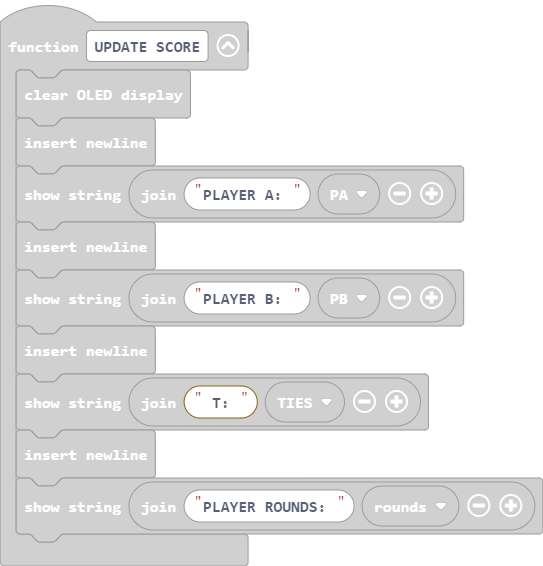 function UPDATE SCORE
clear OLED display
insert newline
show string join "PLAYER A: " PA
insert newline
show string join "PLAYER B: " PB
insert newline
show string join " T: " TIES
insert newline
show string join "PLAYER ROUNDS: " rounds